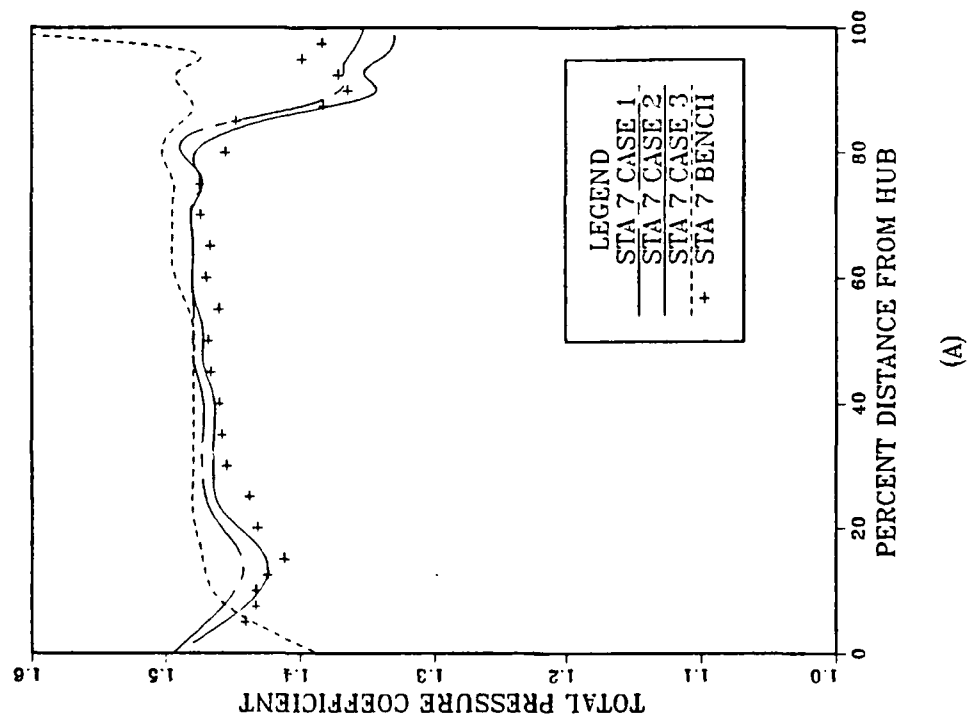 TOTAL PRESSURE COEFFICIENT
1.6
1.5
1.4
1.3
1.2
1.1
1.0
0
20
40
60
80
100
PERCENT DISTANCE FROM HUB
LEGEND
STA 7 CASE 1
STA 7 CASE 2
STA 7 CASE 3
+ STA 7 BENCH
(A)